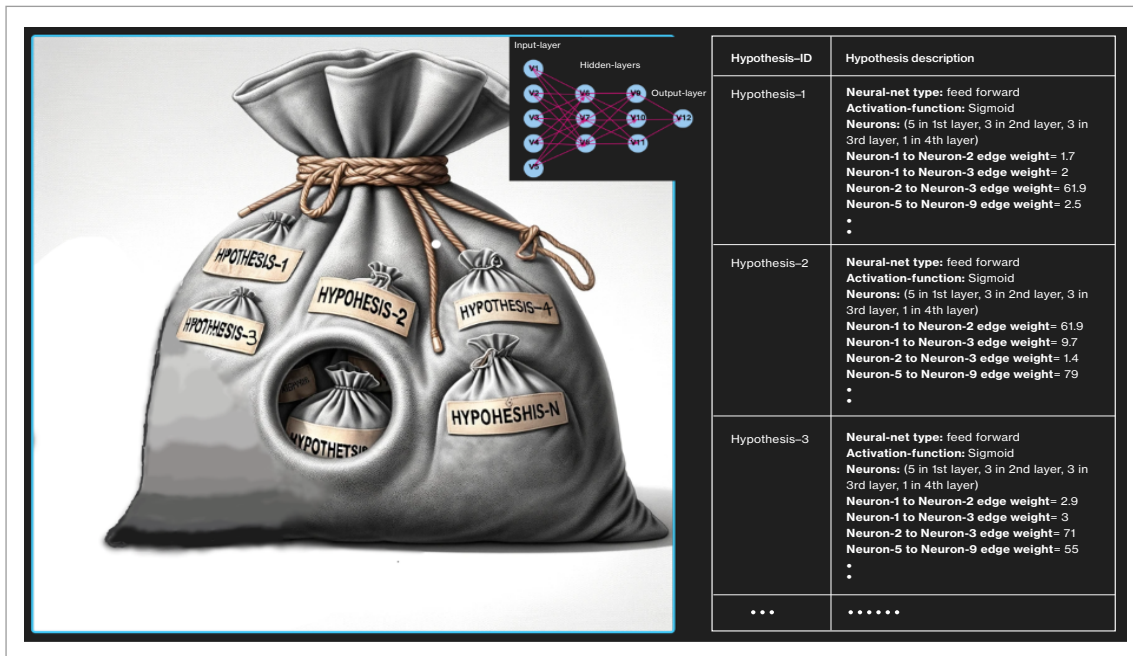 Input-layer
Hidden-layers
Output-layer
V1
V2
V3
V4
V5
V7
V9
V10
V11
V12
HYPOHESIS-2
HYPOTHESIS-4
HYPOHESHIS-N
Hypothesis–ID
Hypothesis description
Hypothesis–1
Neural-net type: feed forward
Activation-function: Sigmoid
Neurons: (5 in 1st layer, 3 in 2nd layer, 3 in
3rd layer, 1 in 4th layer)
Neuron-1 to Neuron-2 edge weight= 1.7
Neuron-1 to Neuron-3 edge weight= 2
Neuron-2 to Neuron-3 edge weight= 61.9
Neuron-5 to Neuron-9 edge weight= 2.5
Hypothesis–2
Neural-net type: feed forward
Activation-function: Sigmoid
Neurons: (5 in 1st layer, 3 in 2nd layer, 3 in
3rd layer, 1 in 4th layer)
Neuron-1 to Neuron-2 edge weight= 61.9
Neuron-1 to Neuron-3 edge weight= 9.7
Neuron-2 to Neuron-3 edge weight= 1.4
Neuron-5 to Neuron-9 edge weight= 79
Hypothesis–3
Neural-net type: feed forward
Activation-function: Sigmoid
Neurons: (5 in 1st layer, 3 in 2nd layer, 3 in
3rd layer, 1 in 4th layer)
Neuron-1 to Neuron-2 edge weight= 2.9
Neuron-1 to Neuron-3 edge weight= 3
Neuron-2 to Neuron-3 edge weight= 71
Neuron-5 to Neuron-9 edge weight= 55